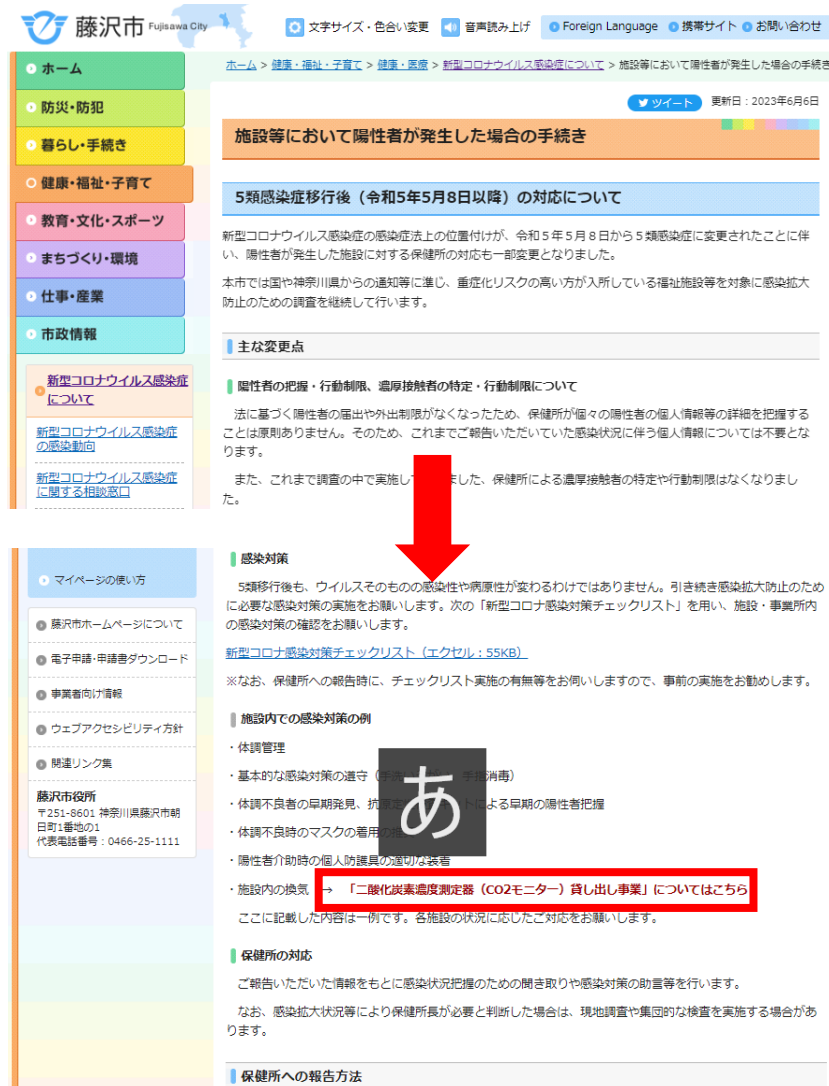 藤沢市 Fujisawa City
文字サイズ・色合い変更 音声読み上げ Foreign Language 携帯サイト お問い合わせ
ホーム
防災・防犯
暮らし・手続き
健康・福祉・子育て
教育・文化・スポーツ
まちづくり・環境
仕事・産業
市政情報
新型コロナウイルス感染症
について
新型コロナウイルス感染症
の感染動向
新型コロナウイルス感染症
に関する相談窓口
ホーム > 健康・福祉・子育て > 健康・医療 > 新型コロナウイルス感染症について > 施設等において陽性者が発生した場合の手続き
ツイート 更新日：2023年6月6日
施設等において陽性者が発生した場合の手続き
5類感染症移行後（令和5年5月8日以降）の対応について
新型コロナウイルス感染症の感染症法上の位置付けが、令和５年５月８日から５類感染症に変更されたことに伴
い、陽性者が発生した施設に対する保健所の対応も一部変更となりました。
本市では国や神奈川県からの通知等に準じ、重症化リスクの高い方が入所している福祉施設等を対象に感染拡大
防止のための調査を継続して行います。
主な変更点
陽性者の把握・行動制限、濃厚接触者の特定・行動制限について
法に基づく陽性者の届出や外出制限がなくなったため、保健所が個々の陽性者の個人情報等の詳細を把握する
ことは原則ありません。そのため、これまでご報告いただいていた感染状況に伴う個人情報については不要とな
ります。
また、これまで調査の中で実施し ました、保健所による濃厚接触者の特定や行動制限はなくなりまし
た。
マイページの使い方
藤沢市ホームページについて
電子申請・申請書ダウンロード
事業者向け情報
ウェブアクセシビリティ方針
関連リンク集
藤沢市役所
〒251-8601 神奈川県藤沢市朝
日町1番地の1
代表電話番号：0466-25-1111
感染対策
5類移行後も、ウイルスそのものの感染性や病原性が変わるわけではありません。引き続き感染拡大防止のため
に必要な感染対策の実施をお願いします。次の「新型コロナ感染対策チェックリスト」を用い、施設・事業所内
の感染対策の確認をお願いします。
新型コロナ感染対策チェックリスト（エクセル：55KB）
※なお、保健所への報告時に、チェックリスト実施の有無等をお伺いしますので、事前の実施をお勧めします。
施設内での感染対策の例
・体調管理
・基本的な感染対策の遵守（手洗い 手指消毒）
・体調不良者の早期発見、抗原定 キットによる早期の陽性者把握
・体調不良時のマスクの着用の
あ
・陽性者介助時の個人防護具の適切な装着
・施設内の換気 → 「二酸化炭素濃度測定器（CO2モニター）貸し出し事業」についてはこちら
ここに記載した内容は一例です。各施設の状況に応じたご対応をお願いします。
保健所の対応
ご報告いただいた情報をもとに感染状況把握のための聞き取りや感染対策の助言等を行います。
なお、感染拡大状況等により保健所長が必要と判断した場合は、現地調査や集団的な検査を実施する場合があ
ります。
保健所への報告方法